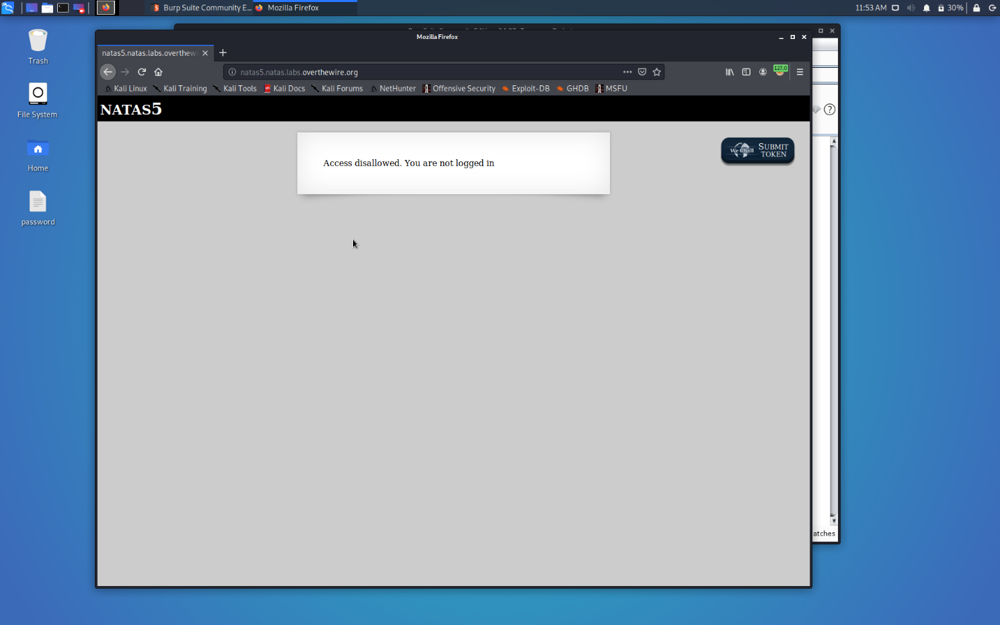 Burp Suite Community E...
Mozilla Firefox
11:53 AM
30%
Mozilla Firefox
natas5.natas.labs.overthew
natas5.natas.labs.overthewire.org
127.0
Kali Linux
Kali Training
Kali Tools
Kali Docs
Kali Forums
NetHunter
Offensive Security
Exploit-DB
GHDB
MSFU
NATAS5
Access disallowed. You are not logged in
We Chall
SUBMIT
TOKEN
Trash
File System
Home
password
?
atches